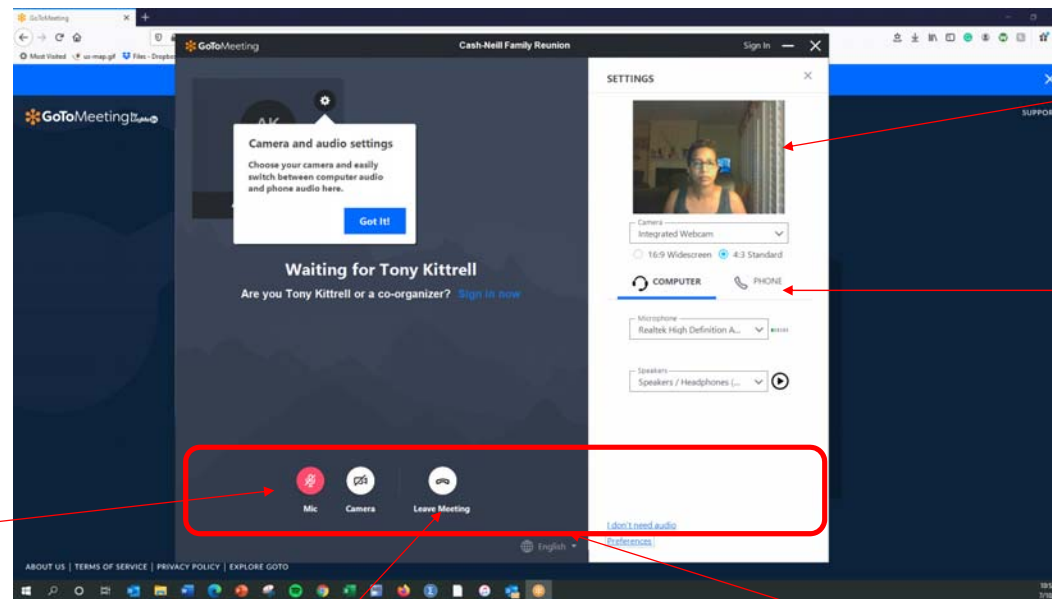 GoToMeeting
Most Visited us-map.gif Files - Dropbox
GoToMeeting
SUPPOR
GoToMeeting Cash-Neill Family Reunion Sign In
AK
Camera and audio settings
Choose your camera and easily
switch between computer audio
and phone audio here.
Got It!
Waiting for Tony Kittrell
Are you Tony Kittrell or a co-organizer? Sign in now
Mic Camera Leave Meeting
English
SETTINGS
Camera
Integrated Webcam
16:9 Widescreen 4:3 Standard
COMPUTER PHONE
Microphone
Realtek High Definition A...
Speakers
Speakers / Headphones (...
I don't need audio
Preferences
ABOUT US | TERMS OF SERVICE | PRIVACY POLICY | EXPLORE GOTO